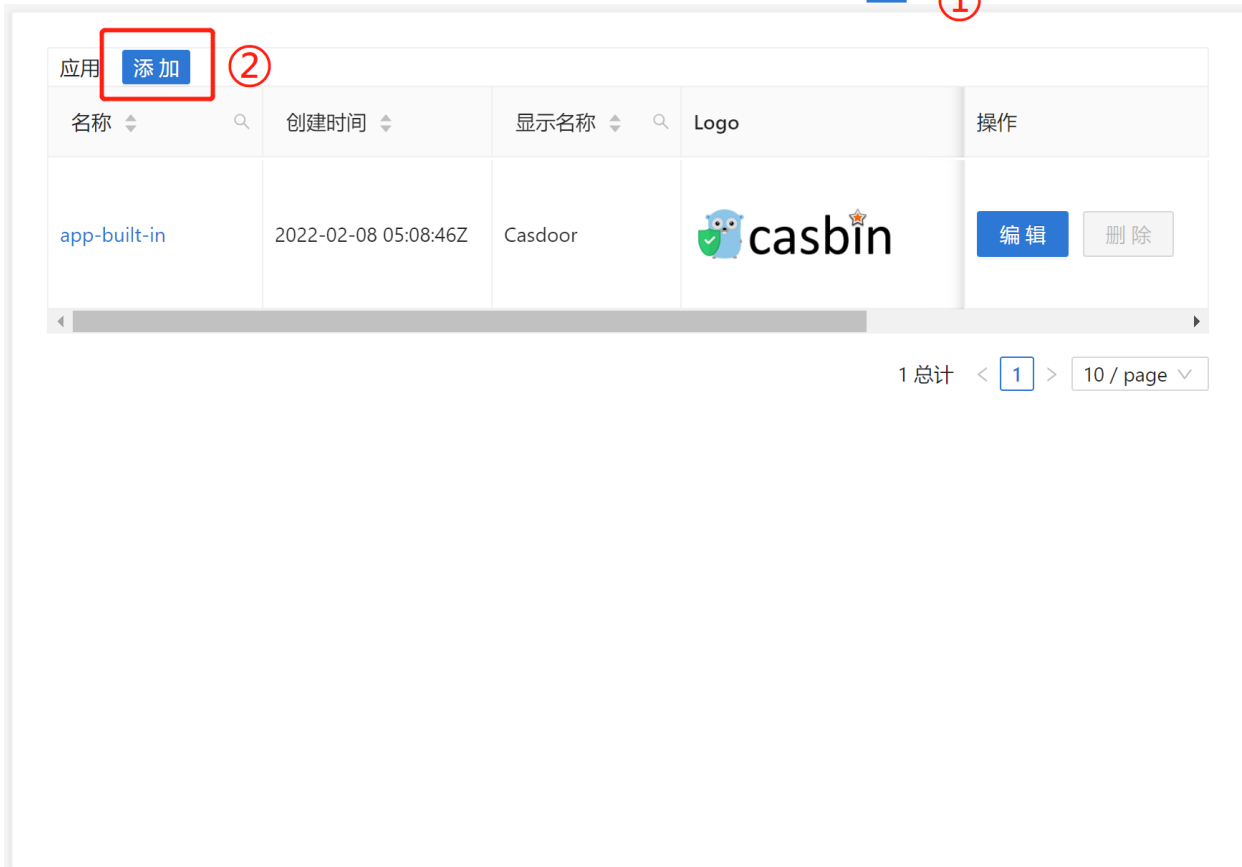 ①
应用 添加 ②
名称 创建时间 显示名称 Logo 操作
app-built-in 2022-02-08 05:08:46Z Casdoor casbin 编辑 删除
1 总计 < 1 > 10 / page